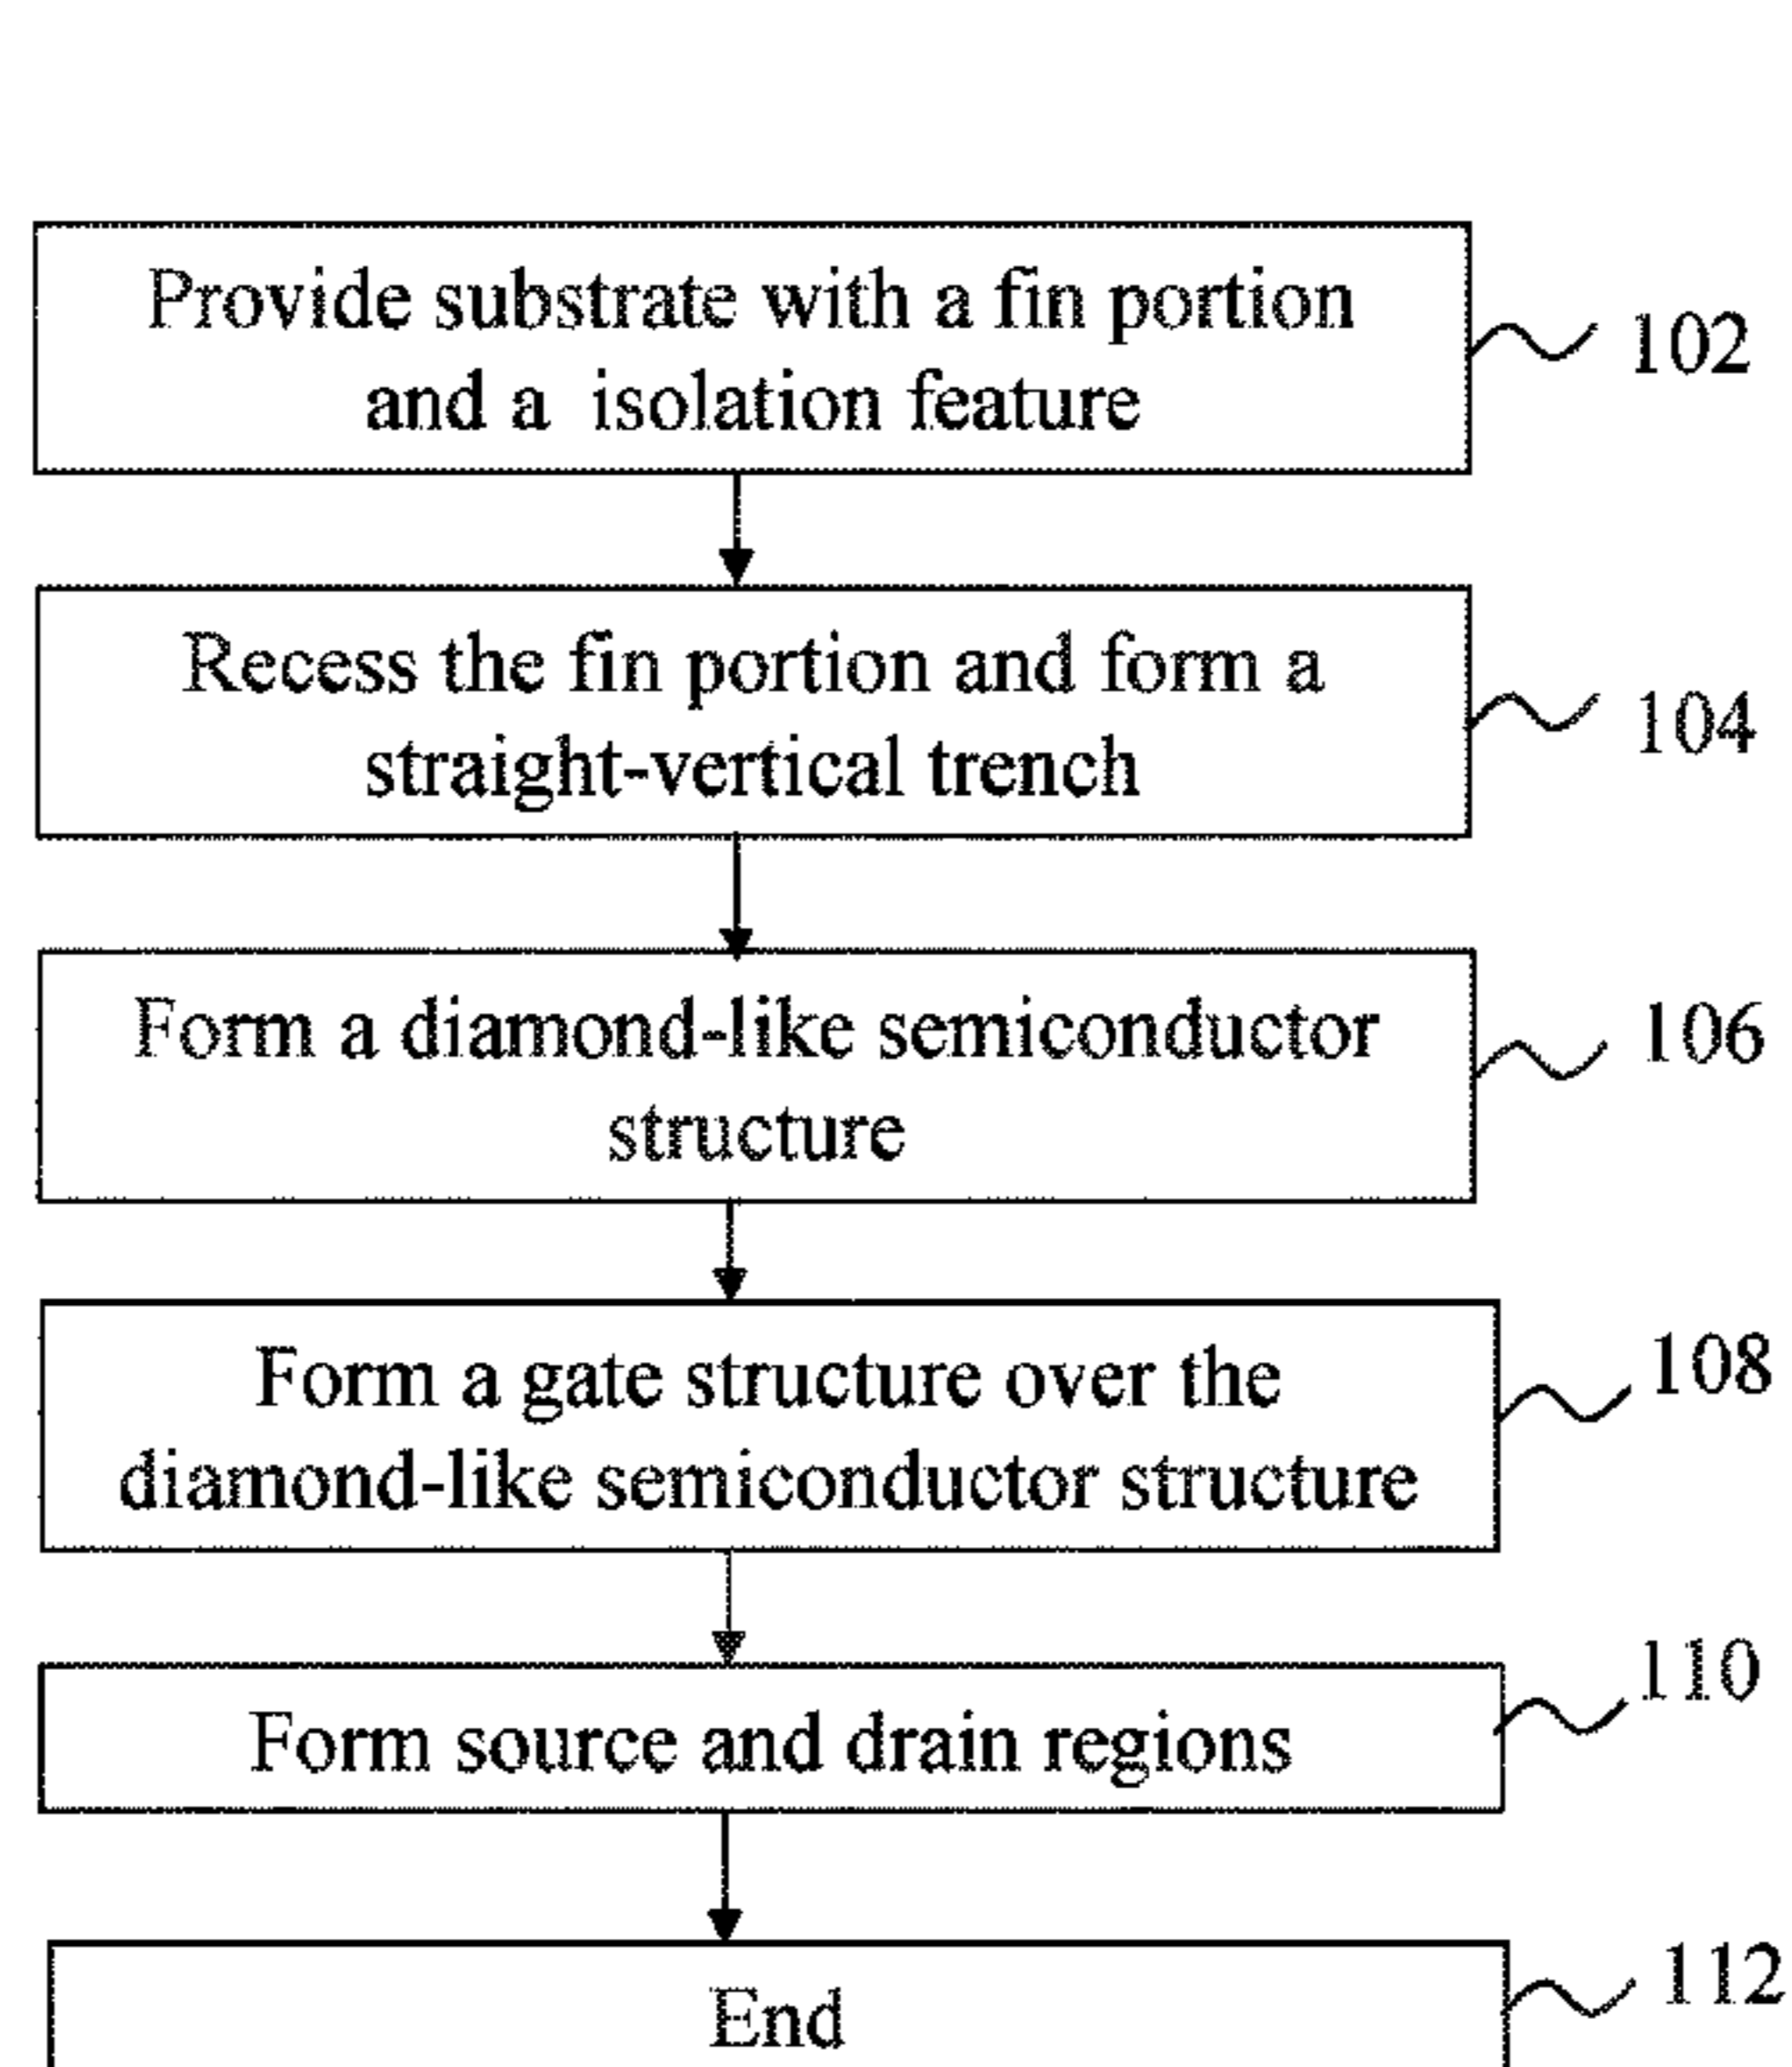 Provide substrate with a fin portion
and a isolation feature
102
Recess the fin portion and form a
straight-vertical trench
104
Form a diamond-like semiconductor
structure
106
Form a gate structure over the
diamond-like semiconductor structure
108
Form source and drain regions
110
End
112